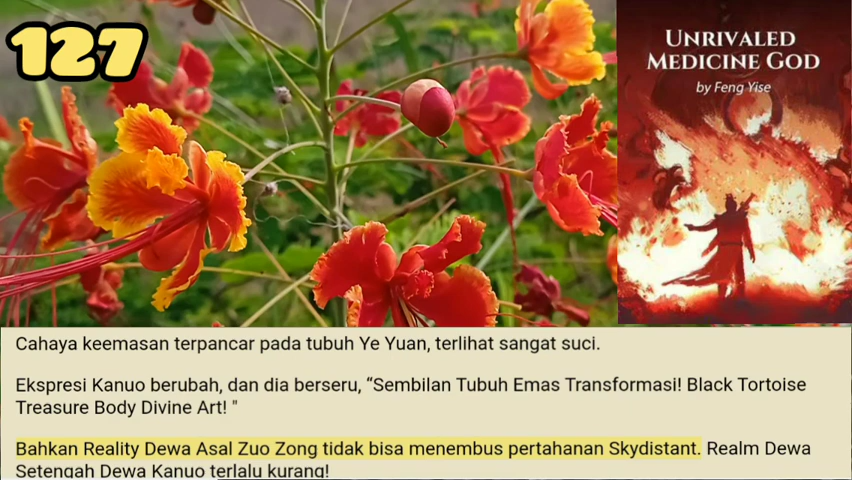 127
UNRIVALED
MEDICINE GOD
by Feng Yise
Cahaya keemasan terpancar pada tubuh Ye Yuan, terlihat sangat suci.
Ekspresi Kanuo berubah, dan dia berseru, “Sembilan Tubuh Emas Transformasi! Black Tortoise
Treasure Body Divine Art! "
Bahkan Reality Dewa Asal Zuo Zong tidak bisa menembus pertahanan Skydistant. Realm Dewa
Setengah Dewa Kanuo terlalu kurang!